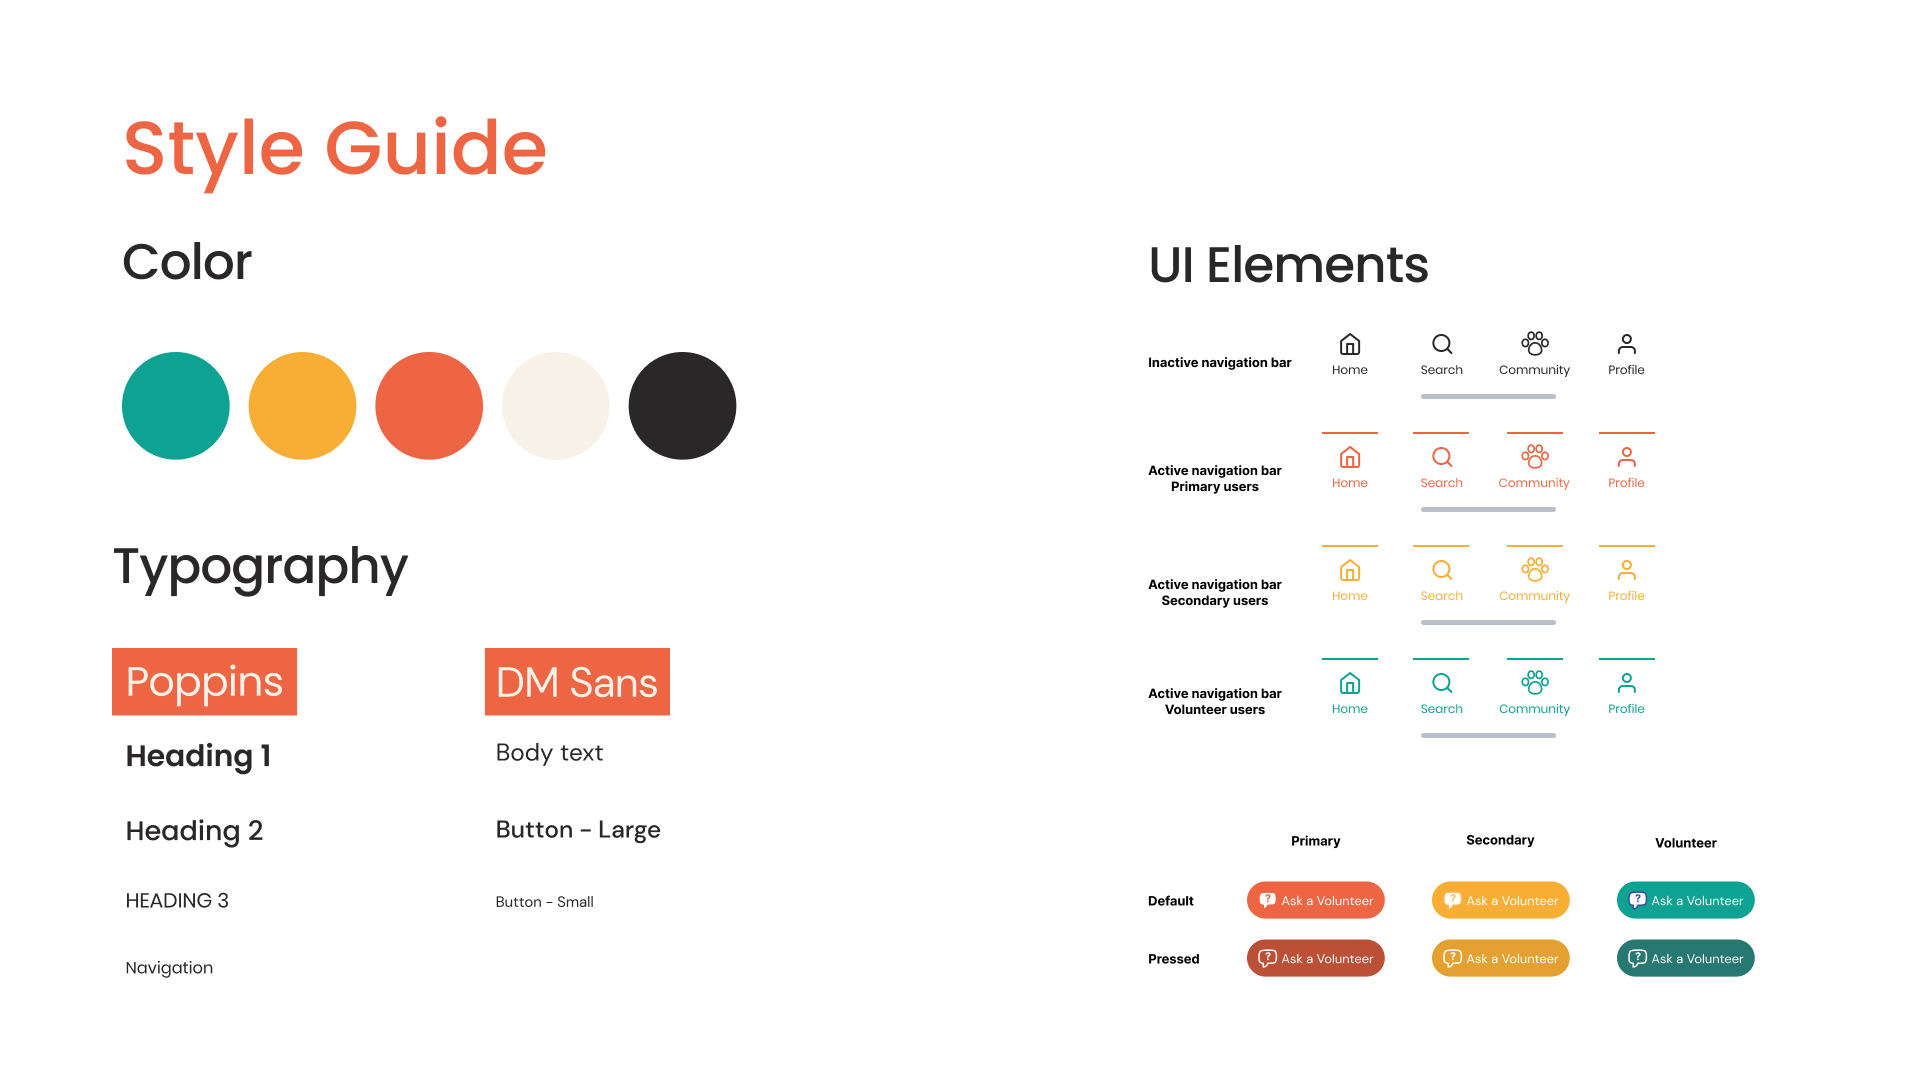 Style Guide
Color
Typography
Poppins
Heading 1
Heading 2
HEADING 3
Navigation
DM Sans
Body text
Button - Large
Button - Small
UI Elements
Inactive navigation bar
Home Search Community Profile
Active navigation bar
Primary users
Home Search Community Profile
Active navigation bar
Secondary users
Home Search Community Profile
Active navigation bar
Volunteer users
Home Search Community Profile
Primary Secondary Volunteer
Default ? Ask a Volunteer ? Ask a Volunteer ? Ask a Volunteer
Pressed ? Ask a Volunteer ? Ask a Volunteer ? Ask a Volunteer